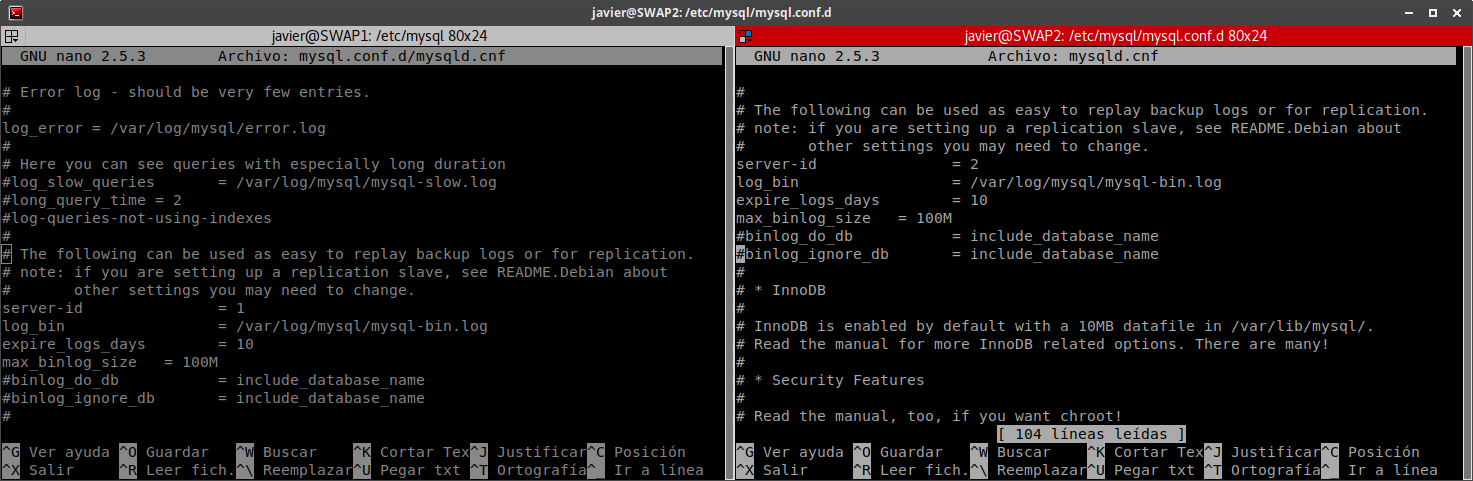 javier@SWAP2: /etc/mysql/mysql.conf.d
javier@SWAP1: /etc/mysql 80x24
GNU nano 2.5.3 Archivo: mysql.conf.d/mysqld.cnf
# Error log - should be very few entries.
#
log_error = /var/log/mysql/error.log
#
# Here you can see queries with especially long duration
#log_slow_queries = /var/log/mysql/mysql-slow.log
#long_query_time = 2
#log-queries-not-using-indexes
#
# The following can be used as easy to replay backup logs or for replication.
# note: if you are setting up a replication slave, see README.Debian about
# other settings you may need to change.
server-id = 1
log_bin = /var/log/mysql/mysql-bin.log
expire_logs_days = 10
max_binlog_size = 100M
#binlog_do_db = include_database_name
#binlog_ignore_db = include_database_name
#
^G Ver ayuda ^O Guardar ^W Buscar ^K Cortar Tex ^J Justificar ^C Posición
^X Salir ^R Leer fich. ^\ Reemplazar ^U Pegar txt ^T Ortografía ^_ Ir a línea
javier@SWAP2: /etc/mysql/mysql.conf.d 80x24
GNU nano 2.5.3 Archivo: mysqld.cnf
#
# The following can be used as easy to replay backup logs or for replication.
# note: if you are setting up a replication slave, see README.Debian about
# other settings you may need to change.
server-id = 2
log_bin = /var/log/mysql/mysql-bin.log
expire_logs_days = 10
max_binlog_size = 100M
#binlog_do_db = include_database_name
#binlog_ignore_db = include_database_name
#
# * InnoDB
#
# InnoDB is enabled by default with a 10MB datafile in /var/lib/mysql/.
# Read the manual for more InnoDB related options. There are many!
#
# * Security Features
#
# Read the manual, too, if you want chroot!
[ 104 líneas leídas ]
^G Ver ayuda ^O Guardar ^W Buscar ^K Cortar Tex ^J Justificar ^C Posición
^X Salir ^R Leer fich. ^\ Reemplazar ^U Pegar txt ^T Ortografía ^_ Ir a línea